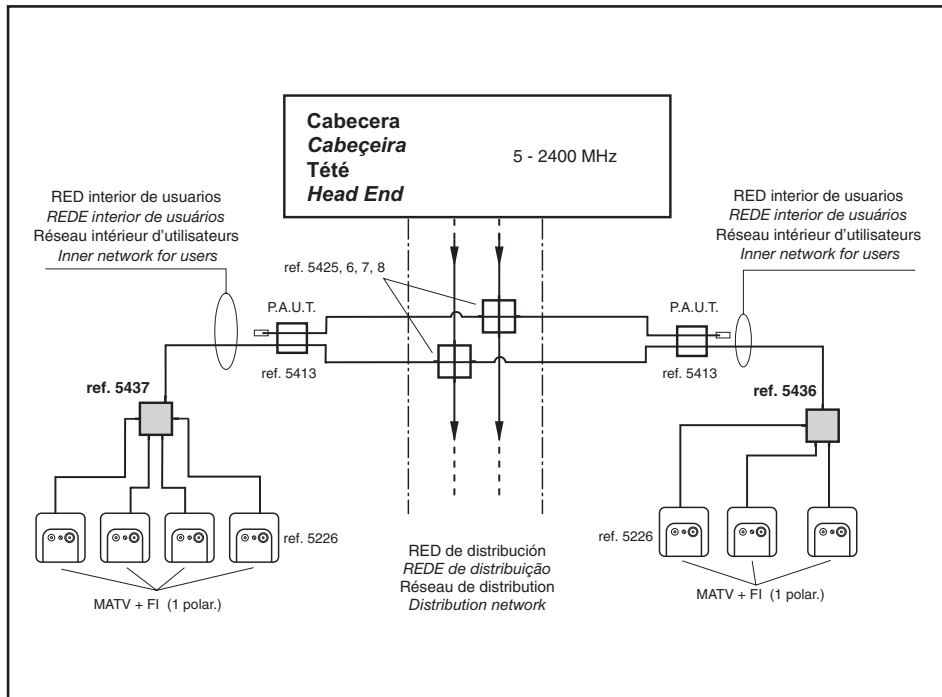 Cabecera
Cabeçeira
Tété
Head End
5 - 2400 MHz
RED interior de usuarios
REDE interior de usuários
Réseau intérieur d'utilisateurs
Inner network for users
RED interior de usuarios
REDE interior de usuários
Réseau intérieur d'utilisateurs
Inner network for users
ref. 5425, 6, 7, 8
P.A.U.T.
P.A.U.T.
ref. 5413
ref. 5413
ref. 5437
ref. 5436
ref. 5226
ref. 5226
RED de distribución
REDE de distribuição
Réseau de distribution
Distribution network
MATV + FI (1 polar.)
MATV + FI (1 polar.)